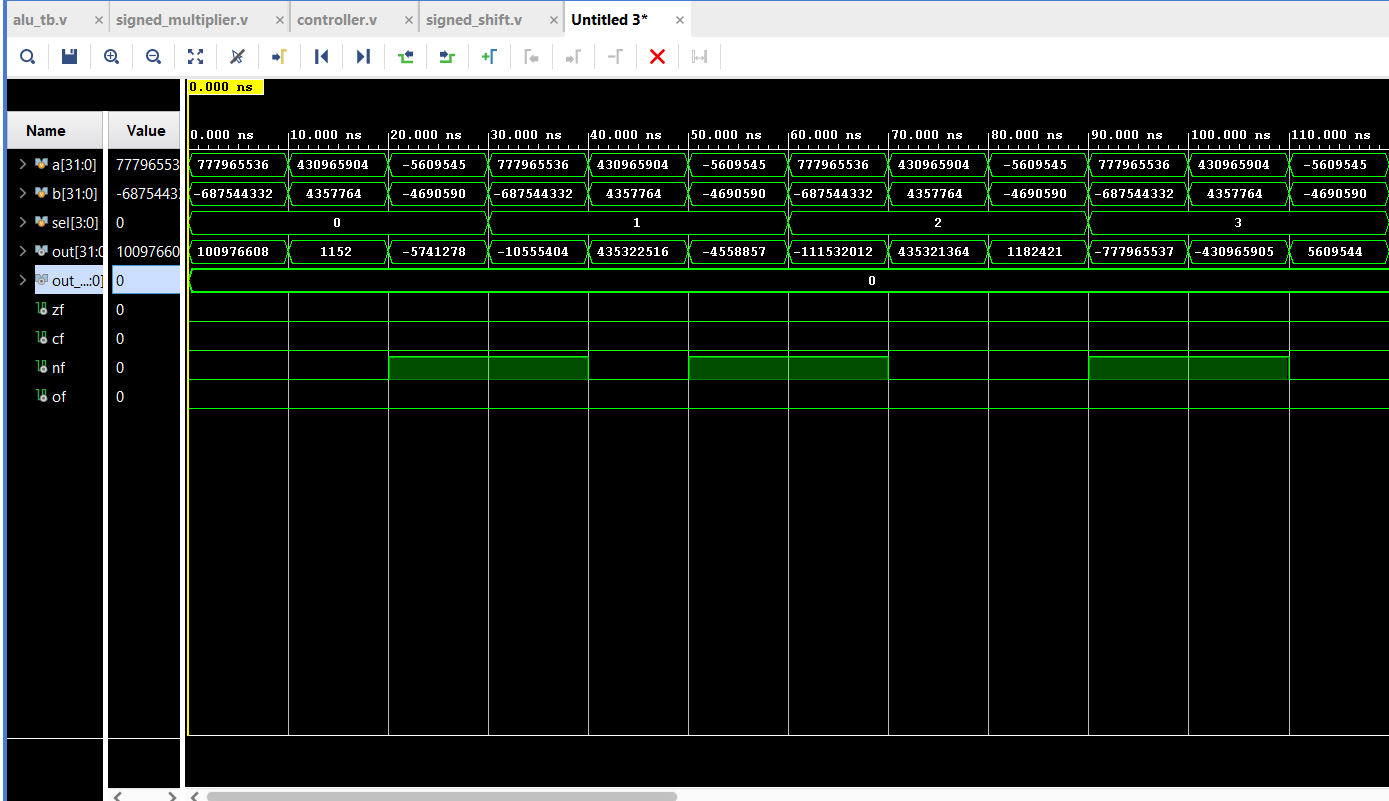 alu_tb.v × signed_multiplier.v × controller.v × signed_shift.v × Untitled 3* ×
0.000 ns
Name Value 0.000 ns 10.000 ns 20.000 ns 30.000 ns 40.000 ns 50.000 ns 60.000 ns 70.000 ns 80.000 ns 90.000 ns 100.000 ns 110.000 ns
a[31:0] 77796553 777965536 430965904 -5609545 777965536 430965904 -5609545 777965536 430965904 -5609545 777965536 430965904 -5609545
b[31:0] -68754433 -687544332 4357764 -4690590 -687544332 4357764 -4690590 -687544332 4357764 -4690590 -687544332 4357764 -4690590
sel[3:0] 0 0 1 2 3
out[31:0 10097660 100976608 1152 -5741278 -10555404 435322516 -4558857 -111532012 435321364 1182421 -777965537 -430965905 5609544
out_...:0] 0 0
zf 0
cf 0
nf 0
of 0